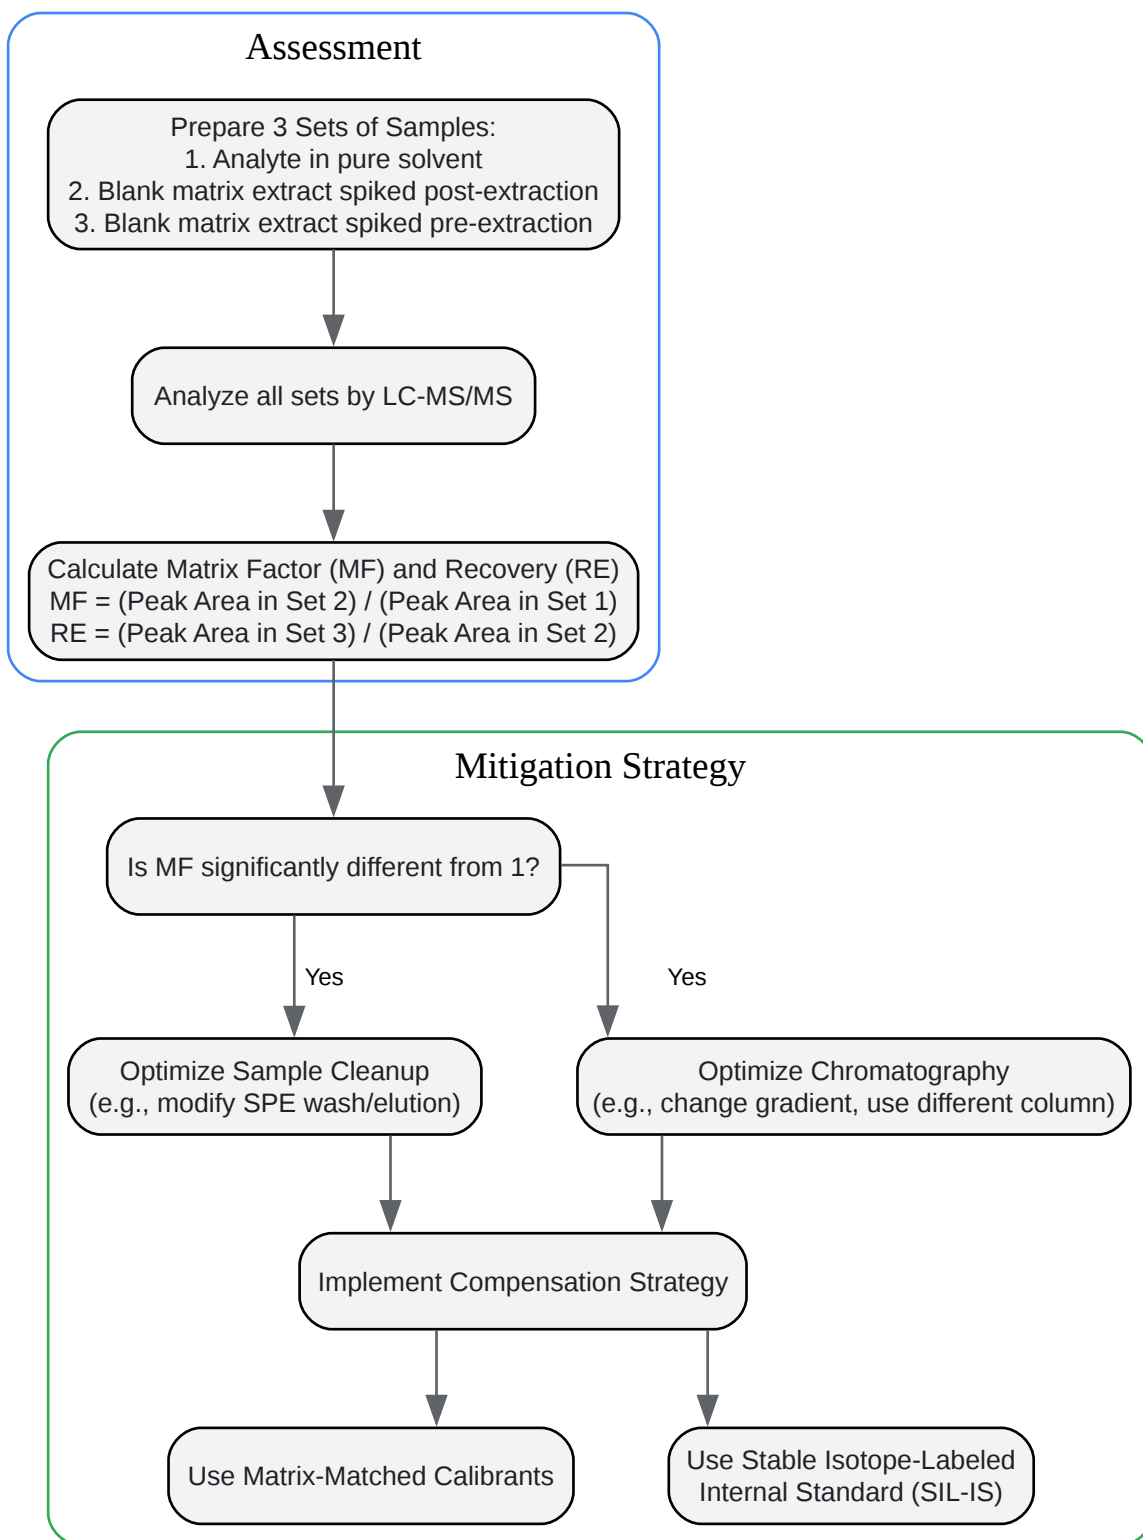 Assessment
Prepare 3 Sets of Samples:
1. Analyte in pure solvent
2. Blank matrix extract spiked post-extraction
3. Blank matrix extract spiked pre-extraction
Analyze all sets by LC-MS/MS
Calculate Matrix Factor (MF) and Recovery (RE)
MF = (Peak Area in Set 2) / (Peak Area in Set 1)
RE = (Peak Area in Set 3) / (Peak Area in Set 2)
Mitigation Strategy
Is MF significantly different from 1?
Yes
Yes
Optimize Sample Cleanup
(e.g., modify SPE wash/elution)
Optimize Chromatography
(e.g., change gradient, use different column)
Implement Compensation Strategy
Use Matrix-Matched Calibrants
Use Stable Isotope-Labeled
Internal Standard (SIL-IS)